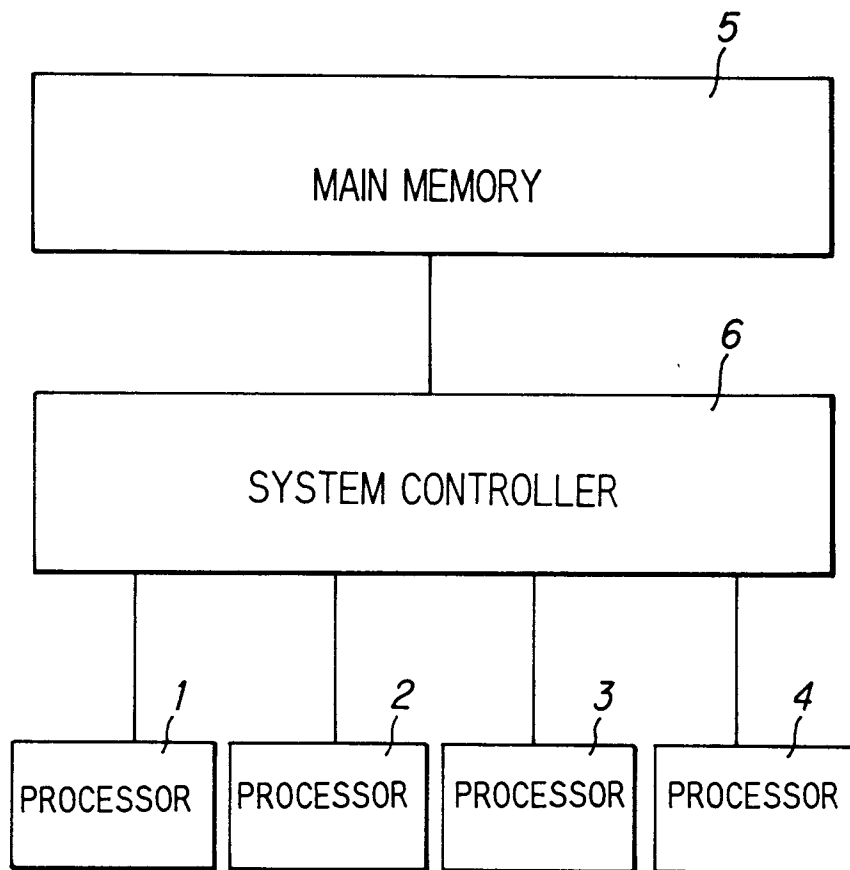 5
MAIN MEMORY
6
SYSTEM CONTROLLER
1 2 3 4
PROCESSOR PROCESSOR PROCESSOR PROCESSOR